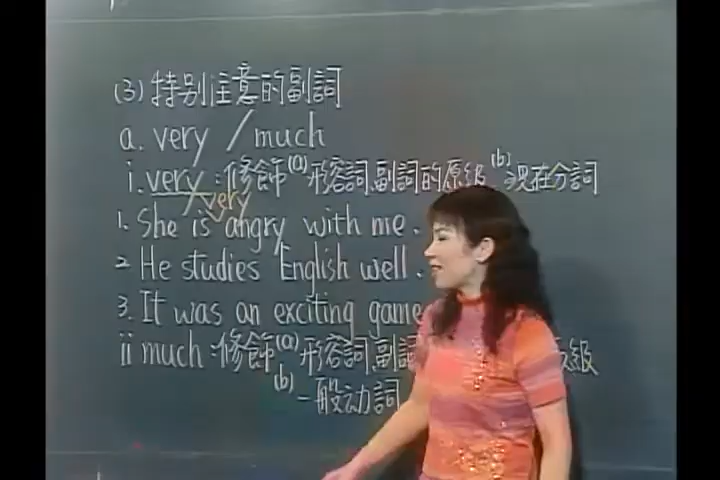 (3) 特别注意的副詞
a. very / much
i. very : 修飾 (a) 形容詞, 副詞的原級 (b) 現在分詞
very
1. She is angry with me.
2 He studies English well.
3. It was an exciting game
ii much : 修飾 (a) 形容詞 副詞 級
(b) 一般动詞